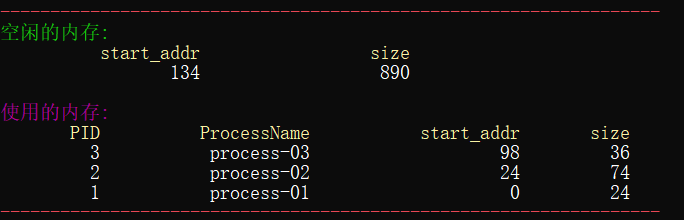 空闲的内存:
start_addr size
134 890
使用的内存:
PID ProcessName start_addr size
3 process-03 98 36
2 process-02 24 74
1 process-01 0 24